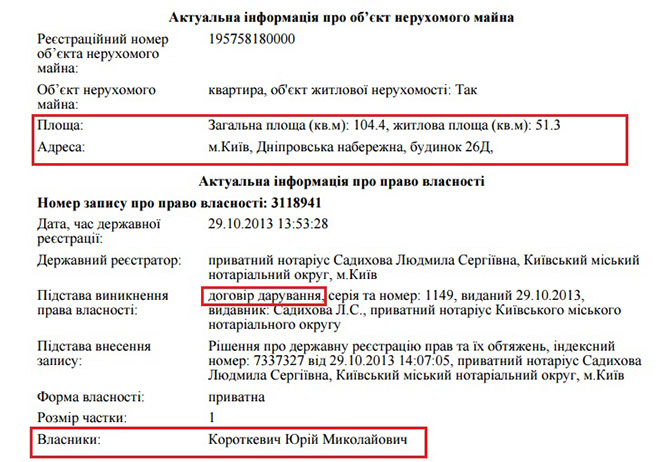 Актуальна інформація про об’єкт нерухомого майна
Реєстраційний номер 195758180000
об’єкта нерухомого
майна:
Об’єкт нерухомого квартира, об'єкт житлової нерухомості: Так
майна:
Площа: Загальна площа (кв.м): 104.4, житлова площа (кв.м): 51.3
Адреса: м.Київ, Дніпровська набережна, будинок 26Д,
Актуальна інформація про право власності
Номер запису про право власності: 3118941
Дата, час державної 29.10.2013 13:53:28
реєстрації:
Державний реєстратор: приватний нотаріус Садихова Людмила Сергіївна, Київський міський
нотаріальний округ, м.Київ
Підстава виникнення договір дарування, серія та номер: 1149, виданий 29.10.2013,
права власності: видавник: Садихова Л.С., приватний нотаріус Київського міського
нотаріального округу
Підстава внесення Рішення про державну реєстрацію прав та їх обтяжень, індексний
запису: номер: 7337327 від 29.10.2013 14:07:05, приватний нотаріус Садихова
Людмила Сергіївна, Київський міський нотаріальний округ, м.Київ
Форма власності: приватна
Розмір частки: 1
Власники: Короткевич Юрій Миколайович